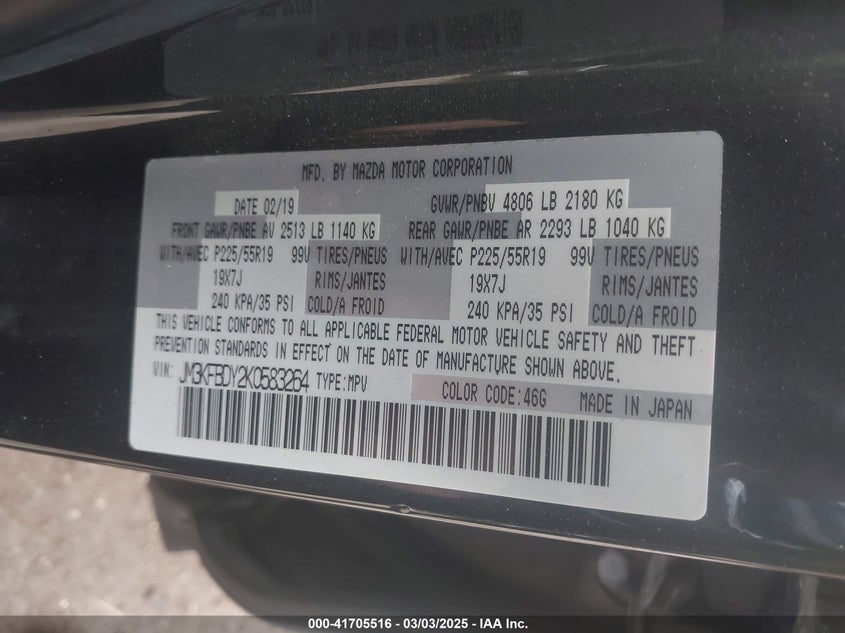 MFD. BY MAZDA MOTOR CORPORATION
DATE 02/19 GVWR/PNBV 4806 LB 2180 KG
FRONT GAWR/PNBE AV 2513 LB 1140 KG REAR GAWR/PNBE AR 2293 LB 1040 KG
WITH/AVEC P225/55R19 99V TIRES/PNEUS WITH/AVEC P225/55R19 99V TIRES/PNEUS
19X7J RIMS/JANTES 19X7J RIMS/JANTES
240 KPA/35 PSI COLD/A FROID 240 KPA/35 PSI COLD/A FROID
THIS VEHICLE CONFORMS TO ALL APPLICABLE FEDERAL MOTOR VEHICLE SAFETY AND THEFT
PREVENTION STANDARDS IN EFFECT ON THE DATE OF MANUFACTURE SHOWN ABOVE.
VIN: JM3KFBDY2K0583264 TYPE:MPV COLOR CODE:46G MADE IN JAPAN
000-41705516 - 03/03/2025 - IAA Inc.